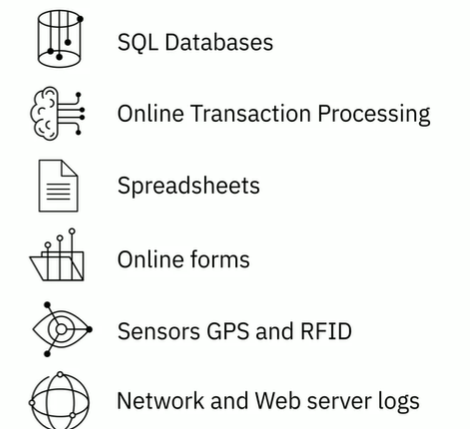 SQL Databases
Online Transaction Processing
Spreadsheets
Online forms
Sensors GPS and RFID
Network and Web server logs